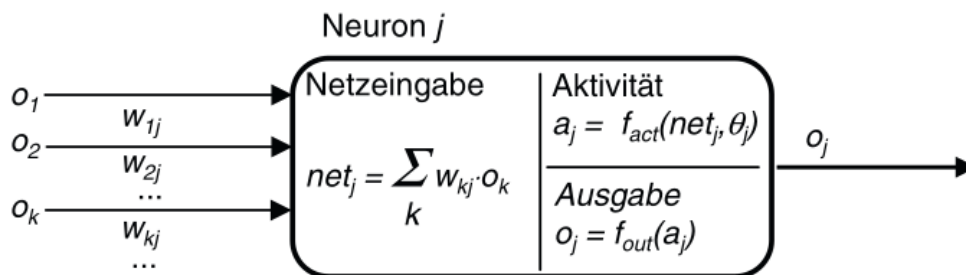 Neuron j
o1
w1j
o2
w2j
...
ok
wkj
...
Netzeingabe
netj = Σ wkj·ok
k
Aktivität
aj = fact(netj,θj)
Ausgabe
oj = fout(aj)
oj